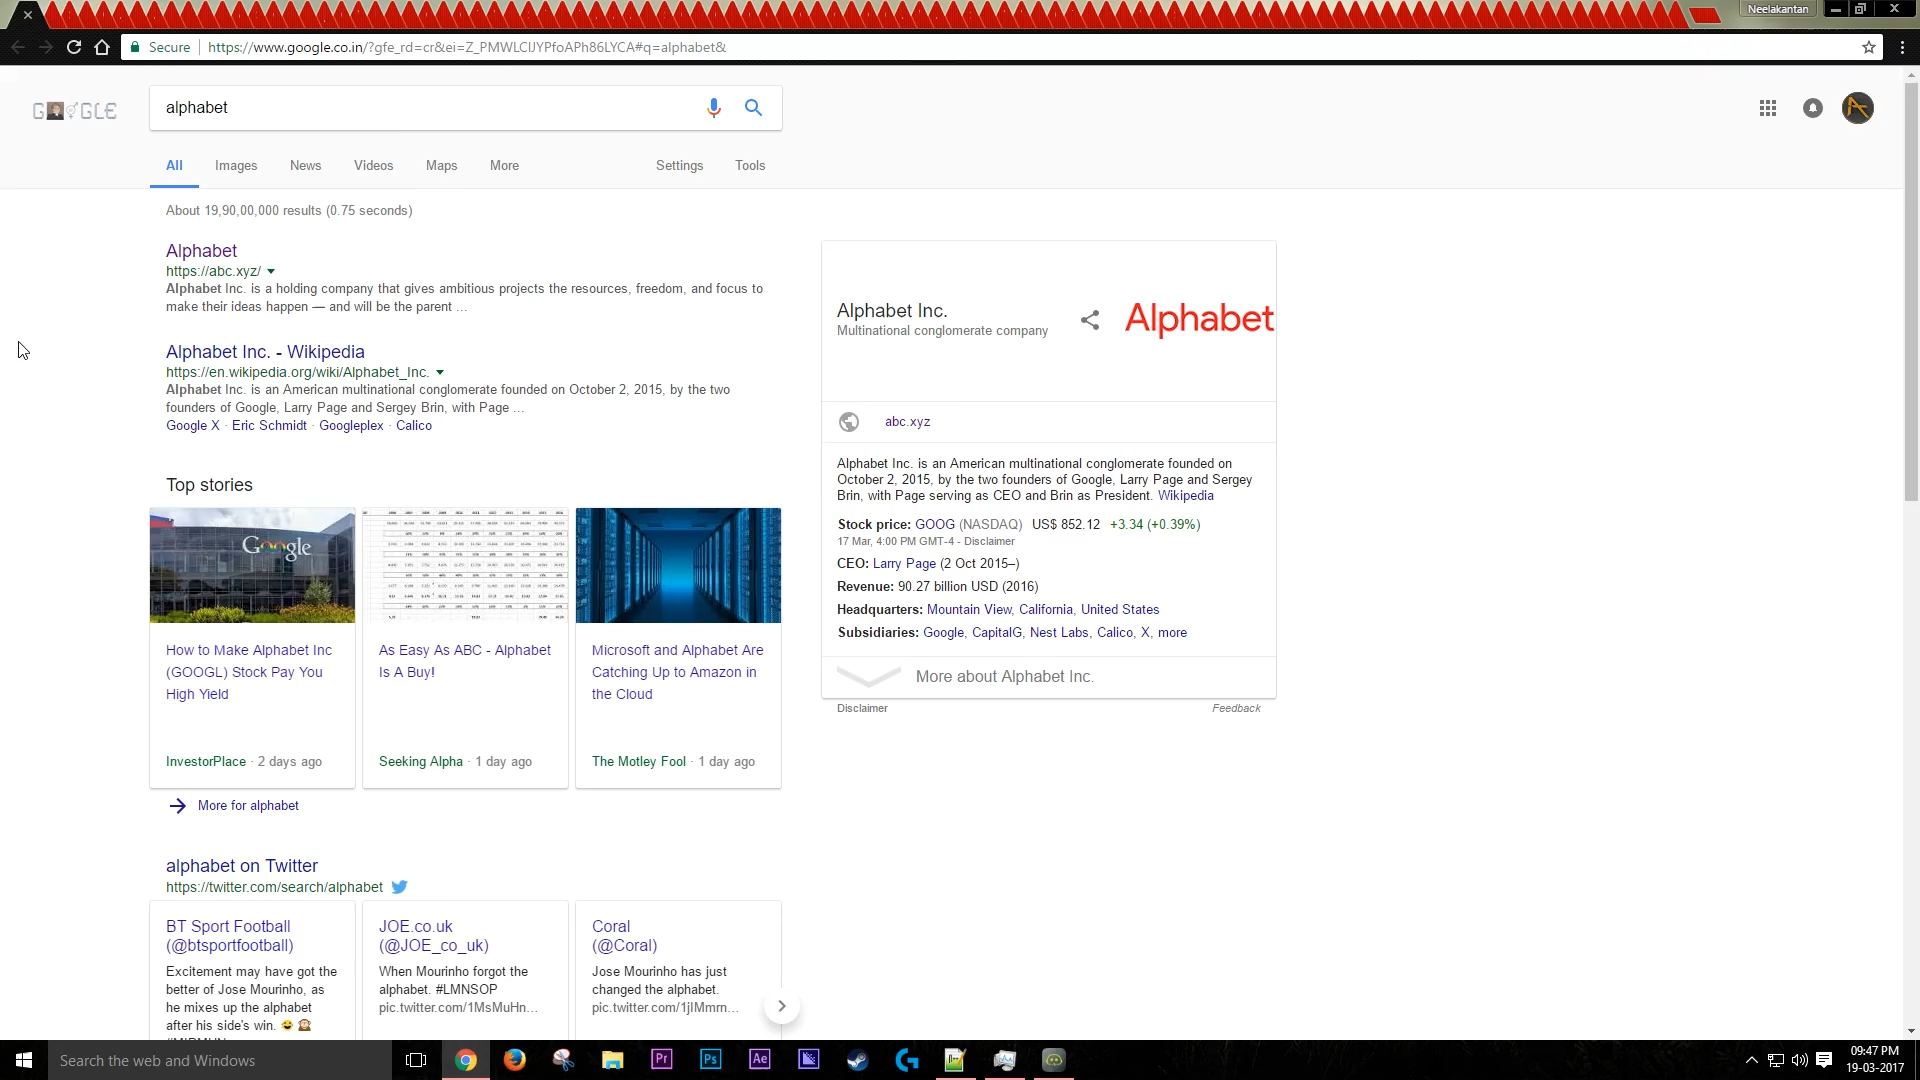 Neelakantan
Secure https://www.google.co.in/?gfe_rd=cr&ei=Z_PMWLCIJYPfoAPh86LYCA#q=alphabet&
alphabet
All Images News Videos Maps More Settings Tools
About 19,90,00,000 results (0.75 seconds)
Alphabet
https://abc.xyz/
Alphabet Inc. is a holding company that gives ambitious projects the resources, freedom, and focus to
make their ideas happen — and will be the parent ...
Alphabet Inc. - Wikipedia
https://en.wikipedia.org/wiki/Alphabet_Inc.
Alphabet Inc. is an American multinational conglomerate founded on October 2, 2015, by the two
founders of Google, Larry Page and Sergey Brin, with Page ...
Google X · Eric Schmidt · Googleplex · Calico
Top stories
Google
How to Make Alphabet Inc
(GOOGL) Stock Pay You
High Yield
InvestorPlace · 2 days ago
As Easy As ABC - Alphabet
Is A Buy!
Seeking Alpha · 1 day ago
Microsoft and Alphabet Are
Catching Up to Amazon in
the Cloud
The Motley Fool · 1 day ago
More for alphabet
alphabet on Twitter
https://twitter.com/search/alphabet
BT Sport Football
(@btsportfootball)
Excitement may have got the
better of Jose Mourinho, as
he mixes up the alphabet
after his side's win.
JOE.co.uk
(@JOE_co_uk)
When Mourinho forgot the
alphabet. #LMNSOP
pic.twitter.com/1MsMuHn...
Coral
(@Coral)
Jose Mourinho has just
changed the alphabet.
pic.twitter.com/1jIMmrn...
Alphabet Inc.
Multinational conglomerate company
Alphabet
abc.xyz
Alphabet Inc. is an American multinational conglomerate founded on
October 2, 2015, by the two founders of Google, Larry Page and Sergey
Brin, with Page serving as CEO and Brin as President. Wikipedia
Stock price: GOOG (NASDAQ) US$ 852.12 +3.34 (+0.39%)
17 Mar, 4:00 PM GMT-4 - Disclaimer
CEO: Larry Page (2 Oct 2015–)
Revenue: 90.27 billion USD (2016)
Headquarters: Mountain View, California, United States
Subsidiaries: Google, CapitalG, Nest Labs, Calico, X, more
More about Alphabet Inc.
Disclaimer Feedback
Search the web and Windows
Pr Ps Ae
09:47 PM
19-03-2017